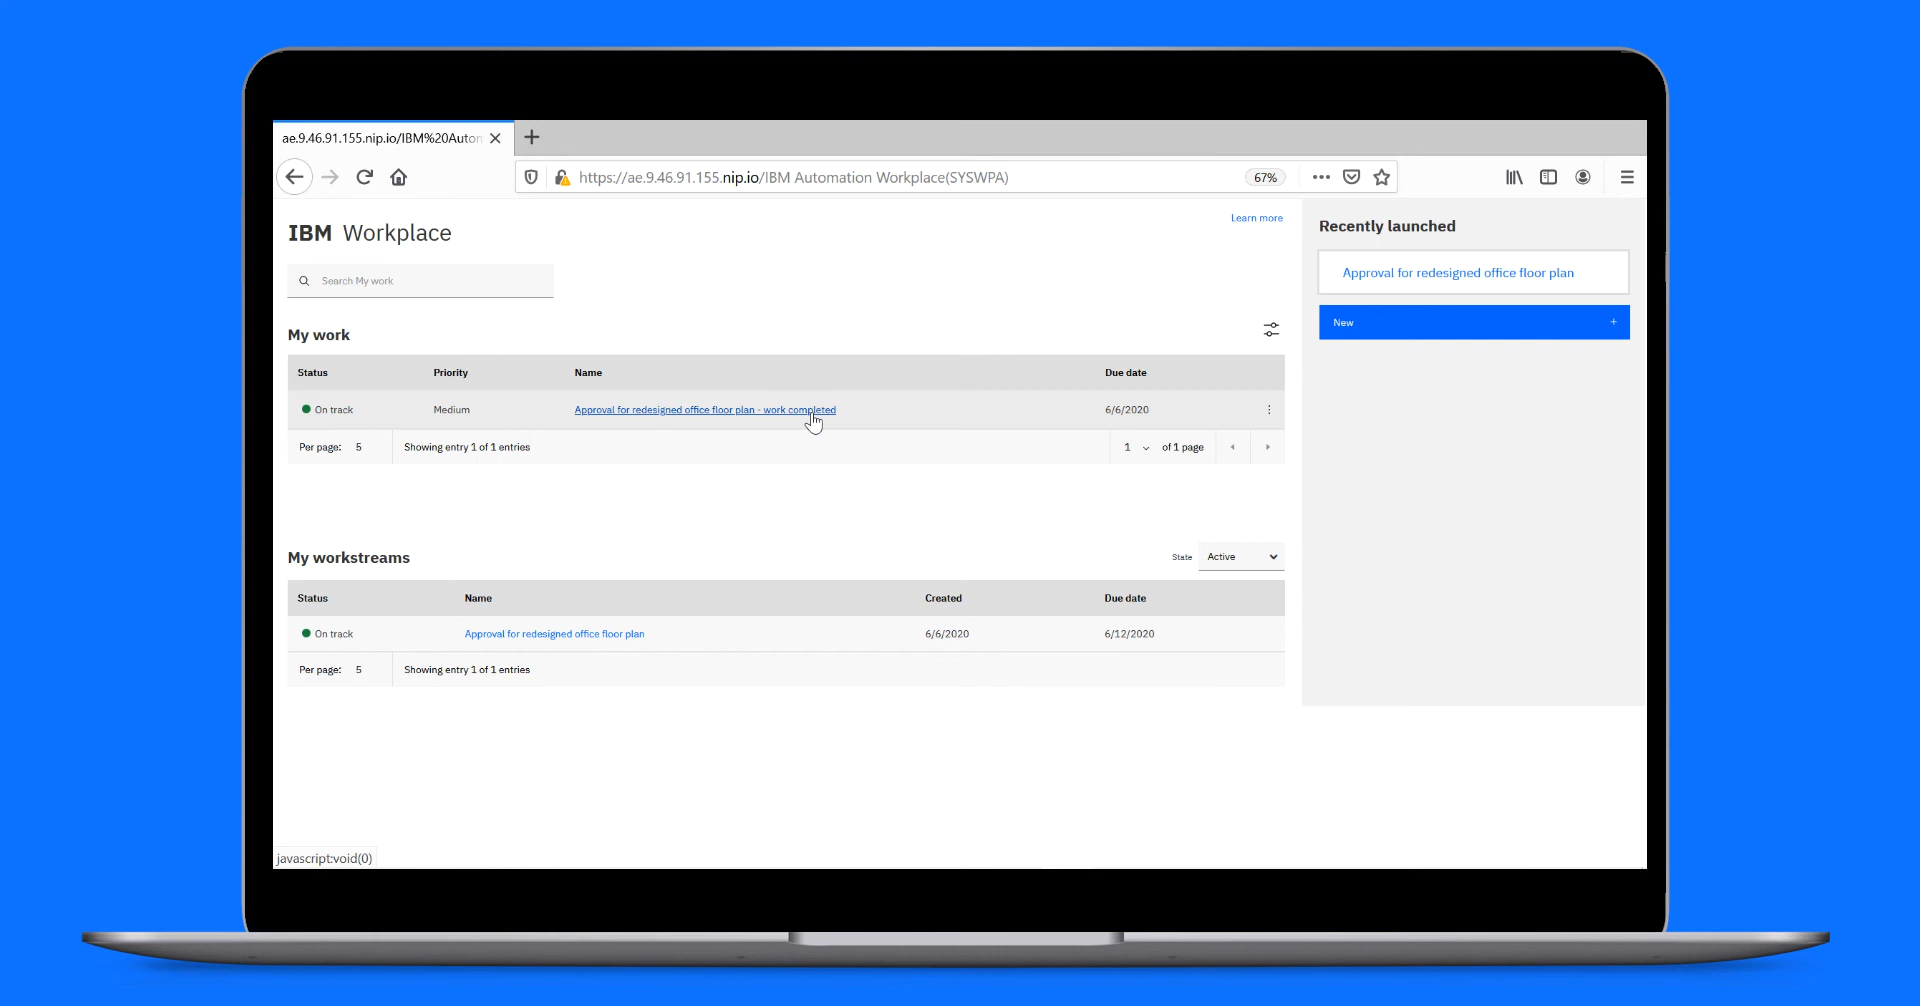 ae.9.46.91.155.nip.io/IBM%20Auton
https://ae.9.46.91.155.nip.io/IBM Automation Workplace(SYSWPA)
67%
IBM Workplace
Learn more
Search My work
My work
Status Priority Name Due date
On track Medium Approval for redesigned office floor plan - work completed 6/6/2020
Per page: 5 Showing entry 1 of 1 entries 1 of 1 page
My workstreams
State Active
Status Name Created Due date
On track Approval for redesigned office floor plan 6/6/2020 6/12/2020
Per page: 5 Showing entry 1 of 1 entries
Recently launched
Approval for redesigned office floor plan
New +
javascript:void(0)